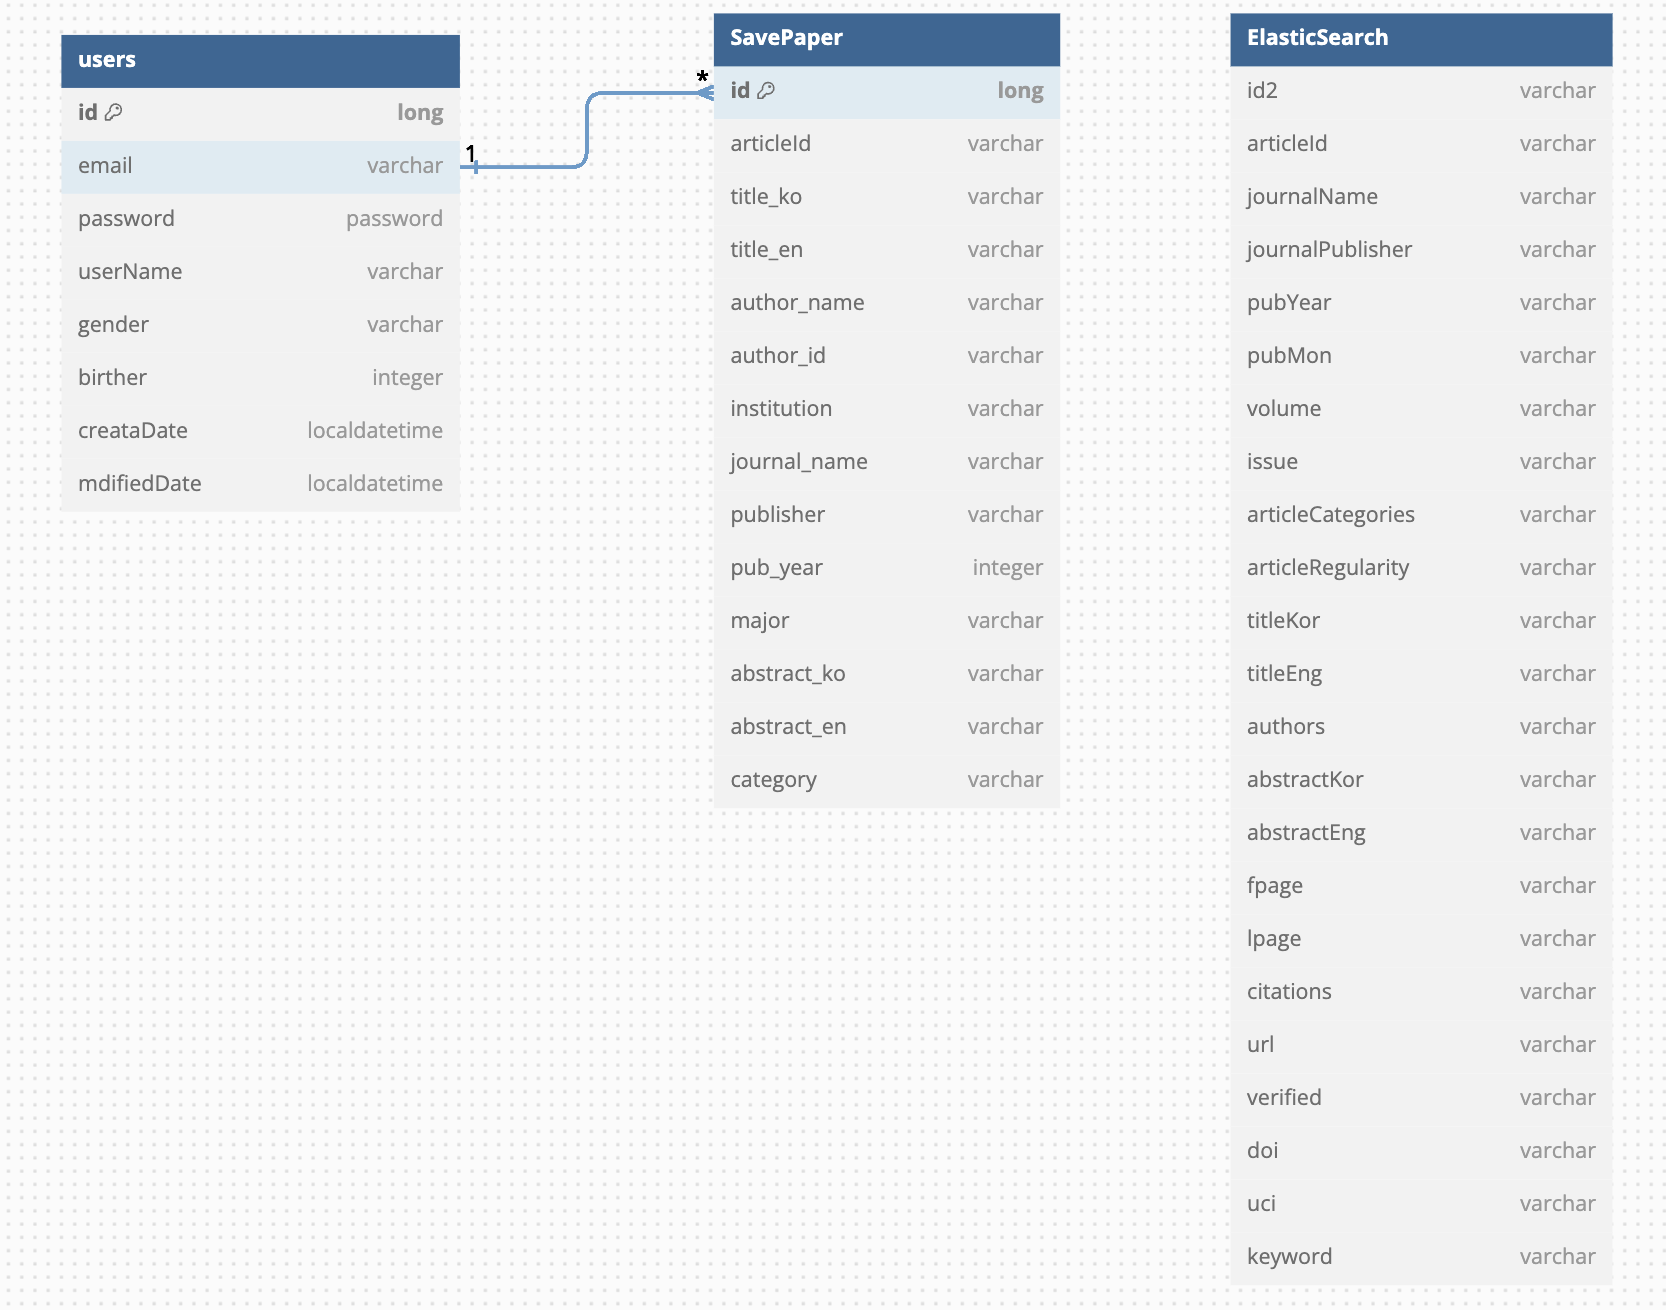 users
id long
email varchar
password password
userName varchar
gender varchar
birther integer
creataDate localdatetime
mdifiedDate localdatetime
1
*
SavePaper
id long
articleId varchar
title_ko varchar
title_en varchar
author_name varchar
author_id varchar
institution varchar
journal_name varchar
publisher varchar
pub_year integer
major varchar
abstract_ko varchar
abstract_en varchar
category varchar
ElasticSearch
id2 varchar
articleId varchar
journalName varchar
journalPublisher varchar
pubYear varchar
pubMon varchar
volume varchar
issue varchar
articleCategories varchar
articleRegularity varchar
titleKor varchar
titleEng varchar
authors varchar
abstractKor varchar
abstractEng varchar
fpage varchar
lpage varchar
citations varchar
url varchar
verified varchar
doi varchar
uci varchar
keyword varchar